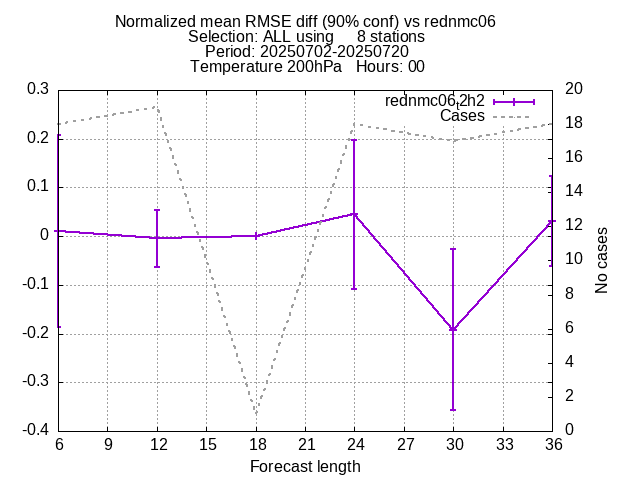 Normalized mean RMSE diff (90% conf) vs rednmc06
Selection: ALL using     8 stations
Period: 20250702-20250720
Temperature 200hPa   Hours: 00
rednmc06,2h2
Cases
0.3
0.2
0.1
0
-0.1
-0.2
-0.3
-0.4
20
18
16
14
12
10
8
6
4
2
0
No cases
6 9 12 15 18 21 24 27 30 33 36
Forecast length